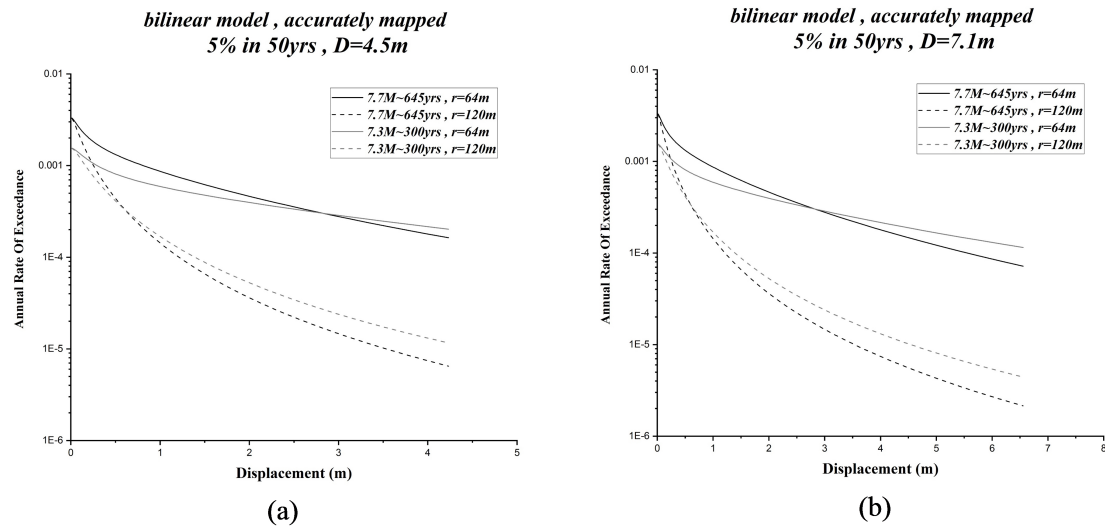 bilinear model , accurately mapped
5% in 50yrs , D=4.5m
0.01
0.001
1E-4
1E-5
1E-6
Annual Rate Of Exceedance
7.7M~645yrs , r=64m
7.7M~645yrs , r=120m
7.3M~300yrs , r=64m
7.3M~300yrs , r=120m
0 1 2 3 4 5
Displacement (m)
(a)
bilinear model , accurately mapped
5% in 50yrs , D=7.1m
0.01
0.001
1E-4
1E-5
1E-6
Annual Rate Of Exceedance
7.7M~645yrs , r=64m
7.7M~645yrs , r=120m
7.3M~300yrs , r=64m
7.3M~300yrs , r=120m
0 1 2 3 4 5 6 7 8
Displacement (m)
(b)